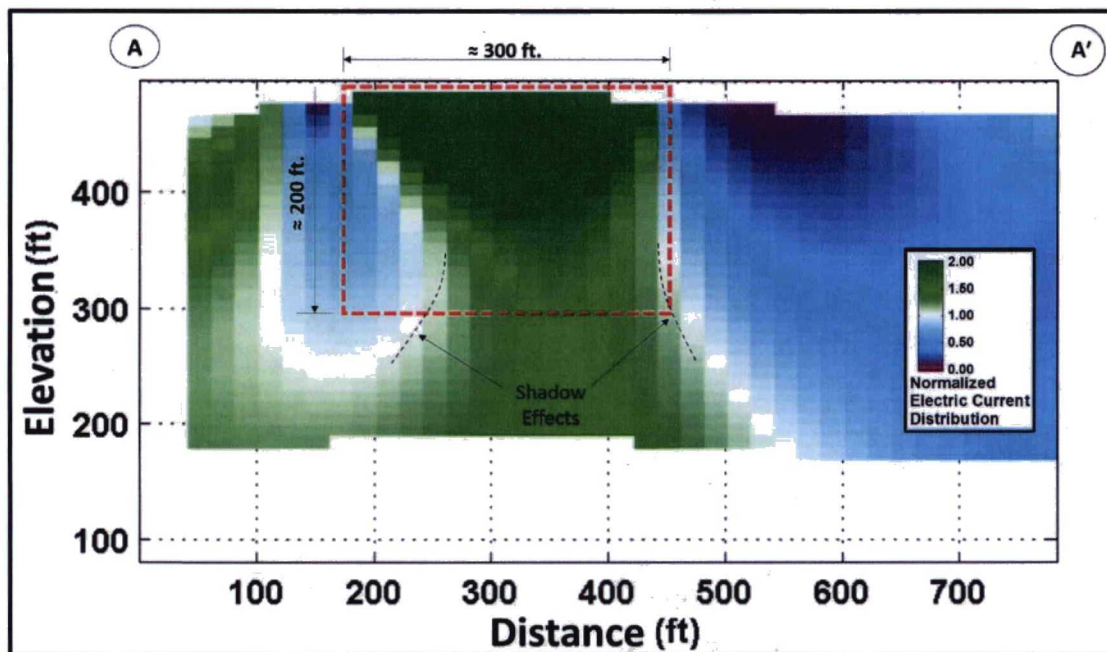 A
A'
≈ 300 ft.
≈ 200 ft.
Elevation (ft)
400
300
200
100
2.00
1.50
1.00
0.50
0.00
Normalized
Electric Current
Distribution
Shadow
Effects
100 200 300 400 500 600 700
Distance (ft)